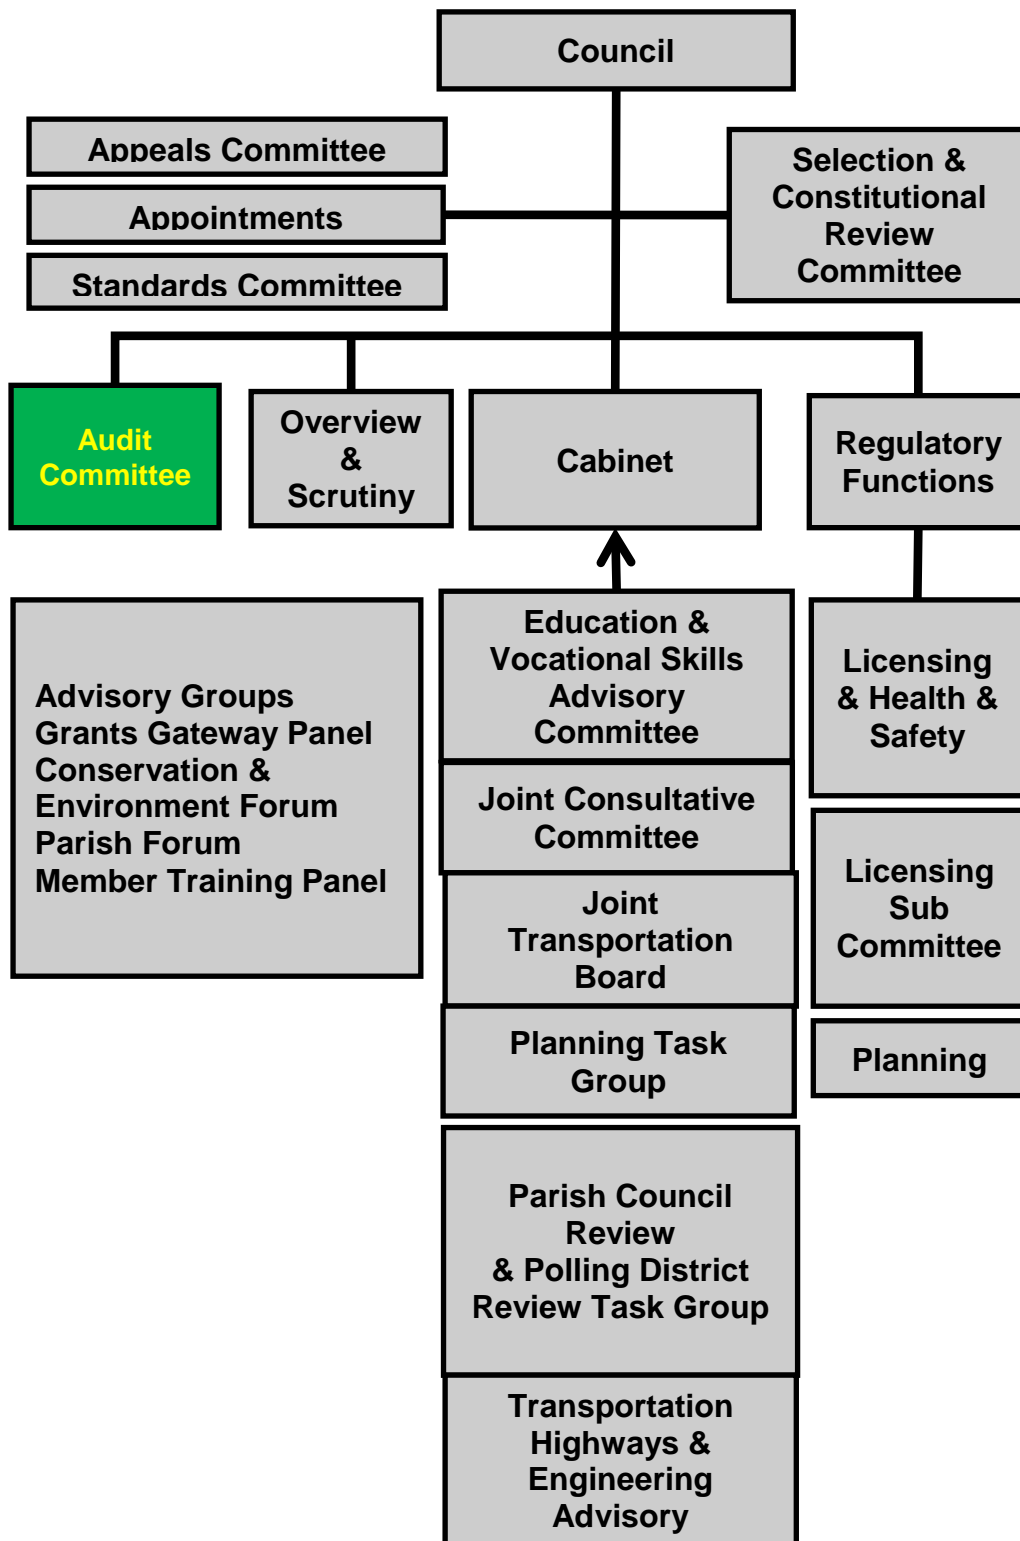 Council
Appeals Committee
Appointments
Standards Committee
Selection &
Constitutional
Review
Committee
Audit
Committee
Overview
&
Scrutiny
Cabinet
Regulatory
Functions
Advisory Groups
Grants Gateway Panel
Conservation &
Environment Forum
Parish Forum
Member Training Panel
Education &
Vocational Skills
Advisory
Committee
Joint Consultative
Committee
Joint
Transportation
Board
Planning Task
Group
Parish Council
Review
& Polling District
Review Task Group
Transportation
Highways &
Engineering
Advisory
Licensing
& Health &
Safety
Licensing
Sub
Committee
Planning